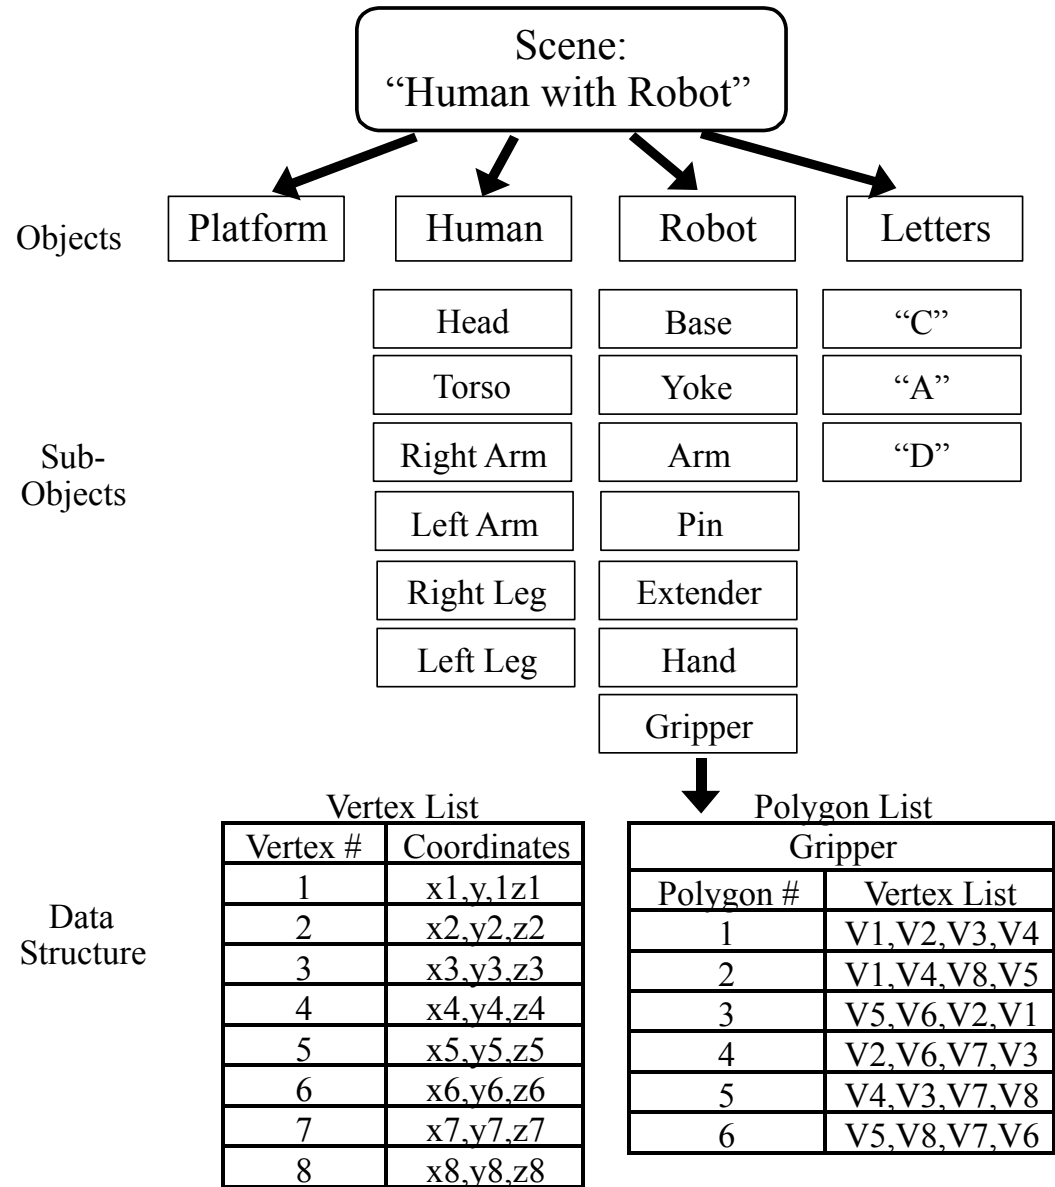 Scene:
“Human with Robot”
Objects
Platform
Human
Robot
Letters
Sub-
Objects
Head
Base
“C”
Torso
Yoke
“A”
Right Arm
Arm
“D”
Left Arm
Pin
Right Leg
Extender
Left Leg
Hand
Gripper
Data
Structure
Vertex List
Vertex # Coordinates
1 x1,y,1z1
2 x2,y2,z2
3 x3,y3,z3
4 x4,y4,z4
5 x5,y5,z5
6 x6,y6,z6
7 x7,y7,z7
8 x8,y8,z8
Polygon List
Gripper
Polygon # Vertex List
1 V1,V2,V3,V4
2 V1,V4,V8,V5
3 V5,V6,V2,V1
4 V2,V6,V7,V3
5 V4,V3,V7,V8
6 V5,V8,V7,V6